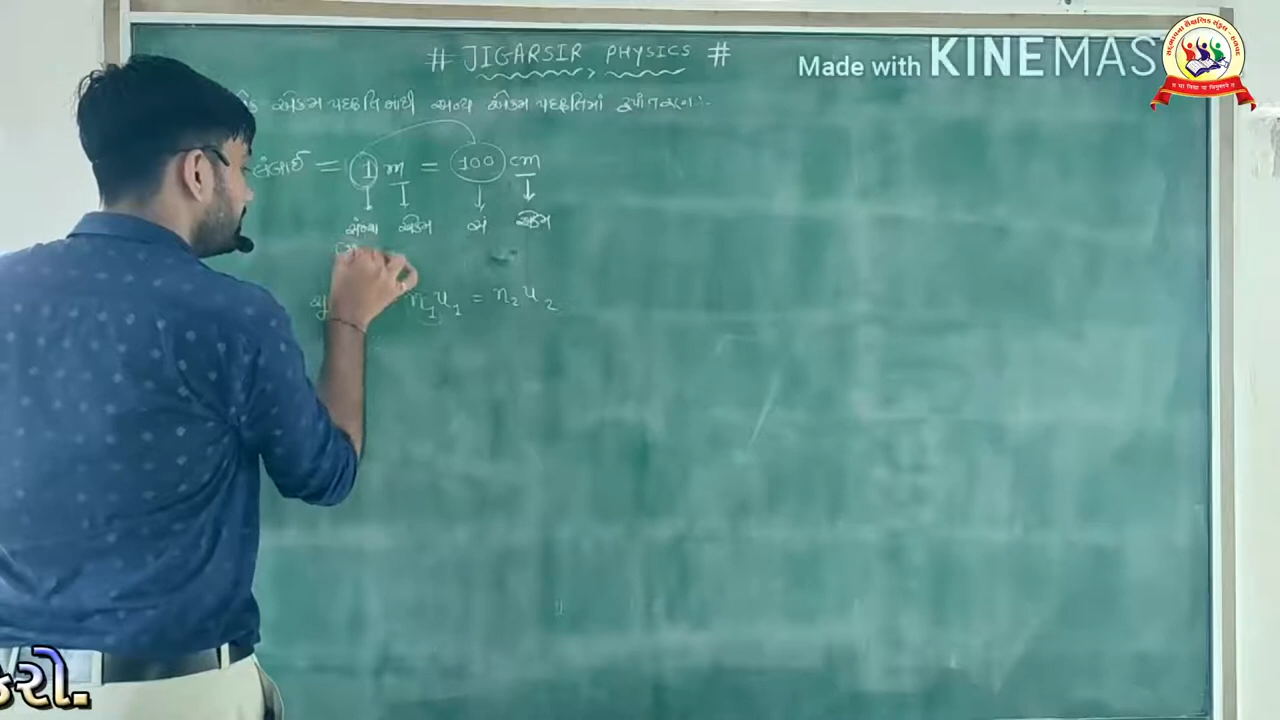 # JIGARSIR PHYSICS #
Made with KINEMAS
એકમ પદ્ધતિમાંથી અન્ય એકમ પદ્ધતિમાં રૂપાંતરણ :-
લંબાઈ = 1 m = 100 cm
સંખ્યા એકમ સં એકમ
n₁u₁ = n₂u₂
કરો.